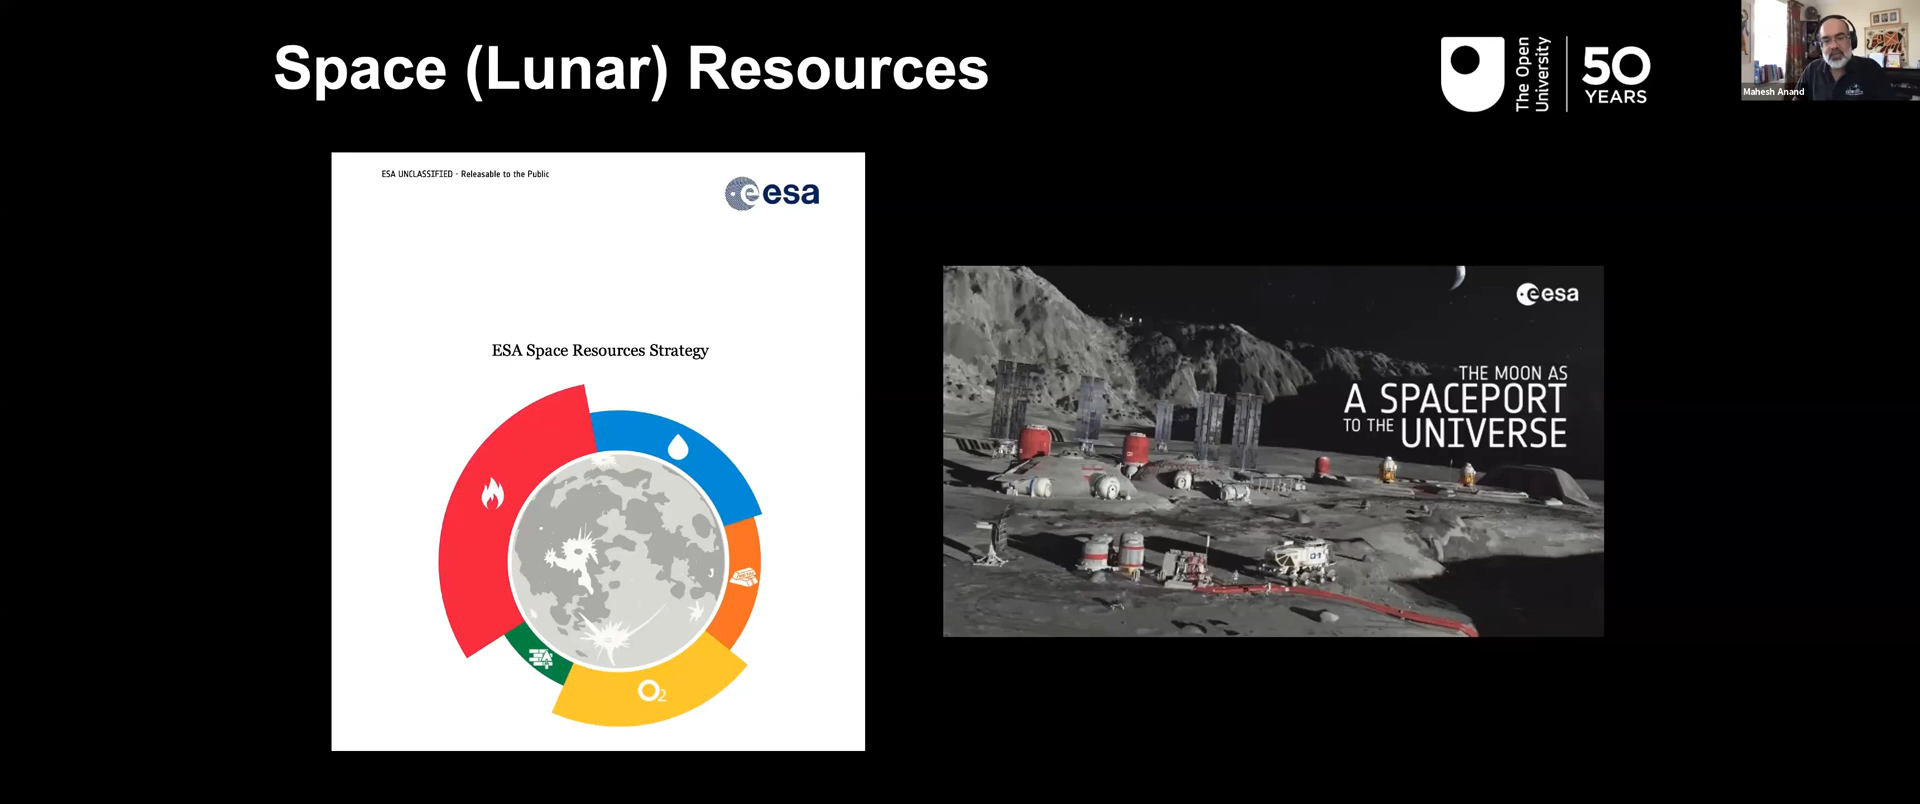 Space (Lunar) Resources
The Open
University
50
YEARS
Mahesh Anand
ESA UNCLASSIFIED - Releasable to the Public
esa
ESA Space Resources Strategy
O2
esa
THE MOON AS
A SPACEPORT
TO THE UNIVERSE
01